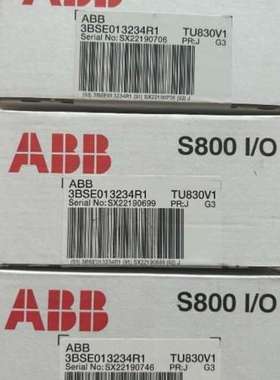 ABB
3BSE013234R1 TU830V1
Serial No: SX22190706 PR:J G3
ABB
S800 I/O
ABB
3BSE013234R1 TU830V1
Serial No: SX22190699 PR:J G3
ABB
S800 I/O
ABB
3BSE013234R1 TU830V1
Serial No: SX22190746 PR:J G3